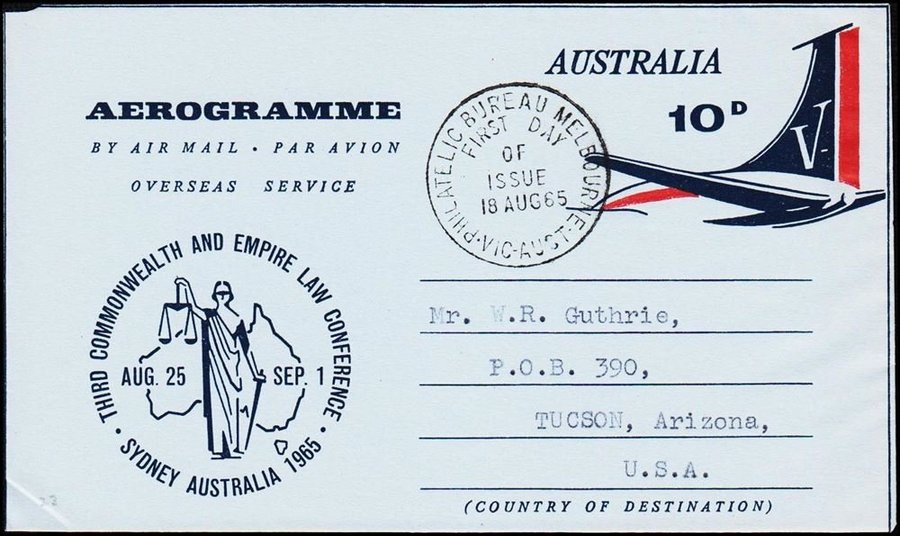 AUSTRALIA
10D
V-
AEROGRAMME
BY AIR MAIL • PAR AVION
OVERSEAS SERVICE
PHILATELIC BUREAU MELBOURNE
·VIC-AUST·
FIRST DAY
OF
ISSUE
18 AUG65
• THIRD COMMONWEALTH AND EMPIRE LAW CONFERENCE •
AUG. 25 SEP. 1
SYDNEY AUSTRALIA 1965
Mr. W.R. Guthrie,
P.O.B. 390,
TUCSON, Arizona,
U.S.A.
(COUNTRY OF DESTINATION)